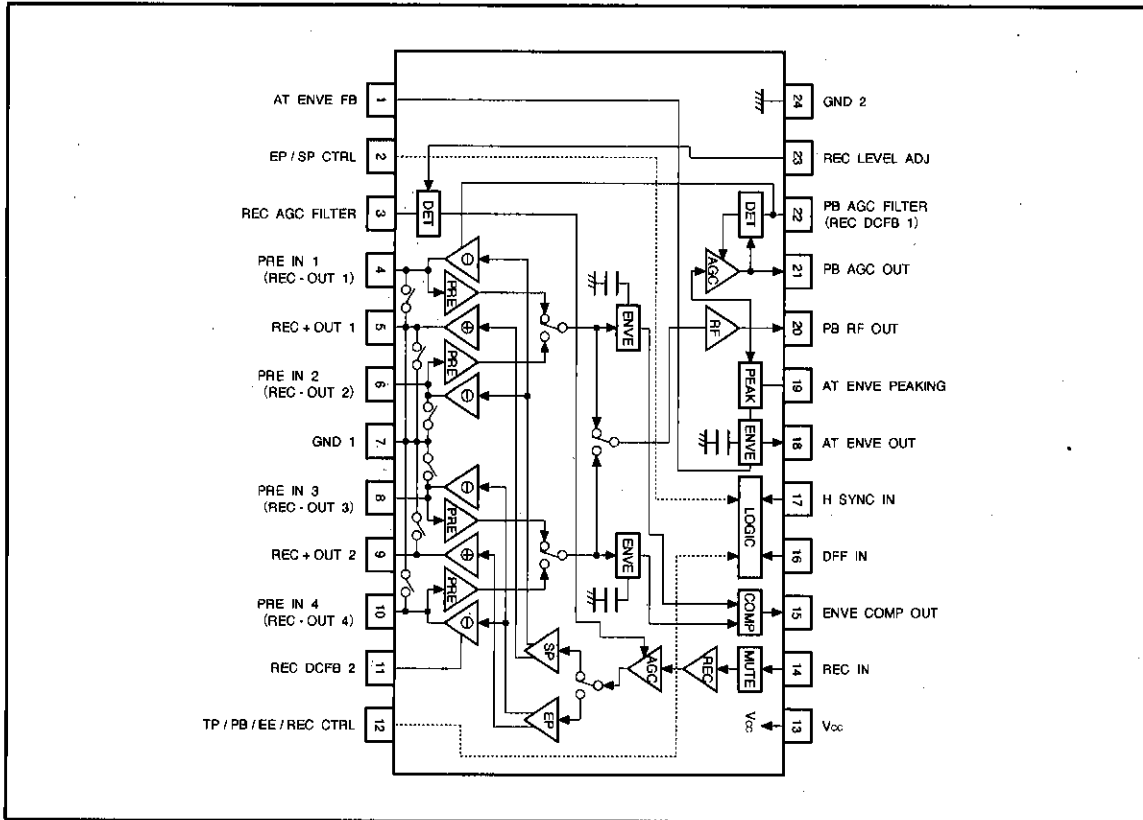 AT ENVE FB
1
EP / SP CTRL
2
REC AGC FILTER
3
PRE IN 1
(REC - OUT 1)
4
REC + OUT 1
5
PRE IN 2
(REC - OUT 2)
6
GND 1
7
PRE IN 3
(REC - OUT 3)
8
REC + OUT 2
9
PRE IN 4
(REC - OUT 4)
10
REC DCFB 2
11
TP / PB / EE / REC CTRL
12
DET
⊖
PRE
⊕
PRE
⊖
⊖
PRE
⊕
PRE
⊖
SP
EP
ENVE
ENVE
AGC
REC
MUTE
COMP
LOGIC
ENVE
PEAK
RF
AGC
DET
Vcc
24
GND 2
23
REC LEVEL ADJ
22
PB AGC FILTER
(REC DCFB 1)
21
PB AGC OUT
20
PB RF OUT
19
AT ENVE PEAKING
18
AT ENVE OUT
17
H SYNC IN
16
DFF IN
15
ENVE COMP OUT
14
REC IN
13
Vcc